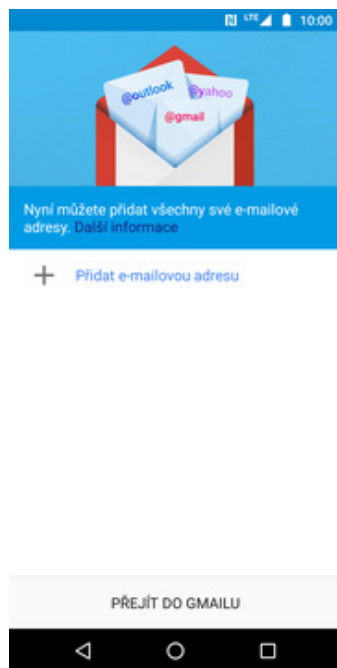 LTE 10:00
@outlook @yahoo
@gmail
Nyní můžete přidat všechny své e-mailové
adresy. Další informace
Přidat e-mailovou adresu
PŘEJÍT DO GMAILU